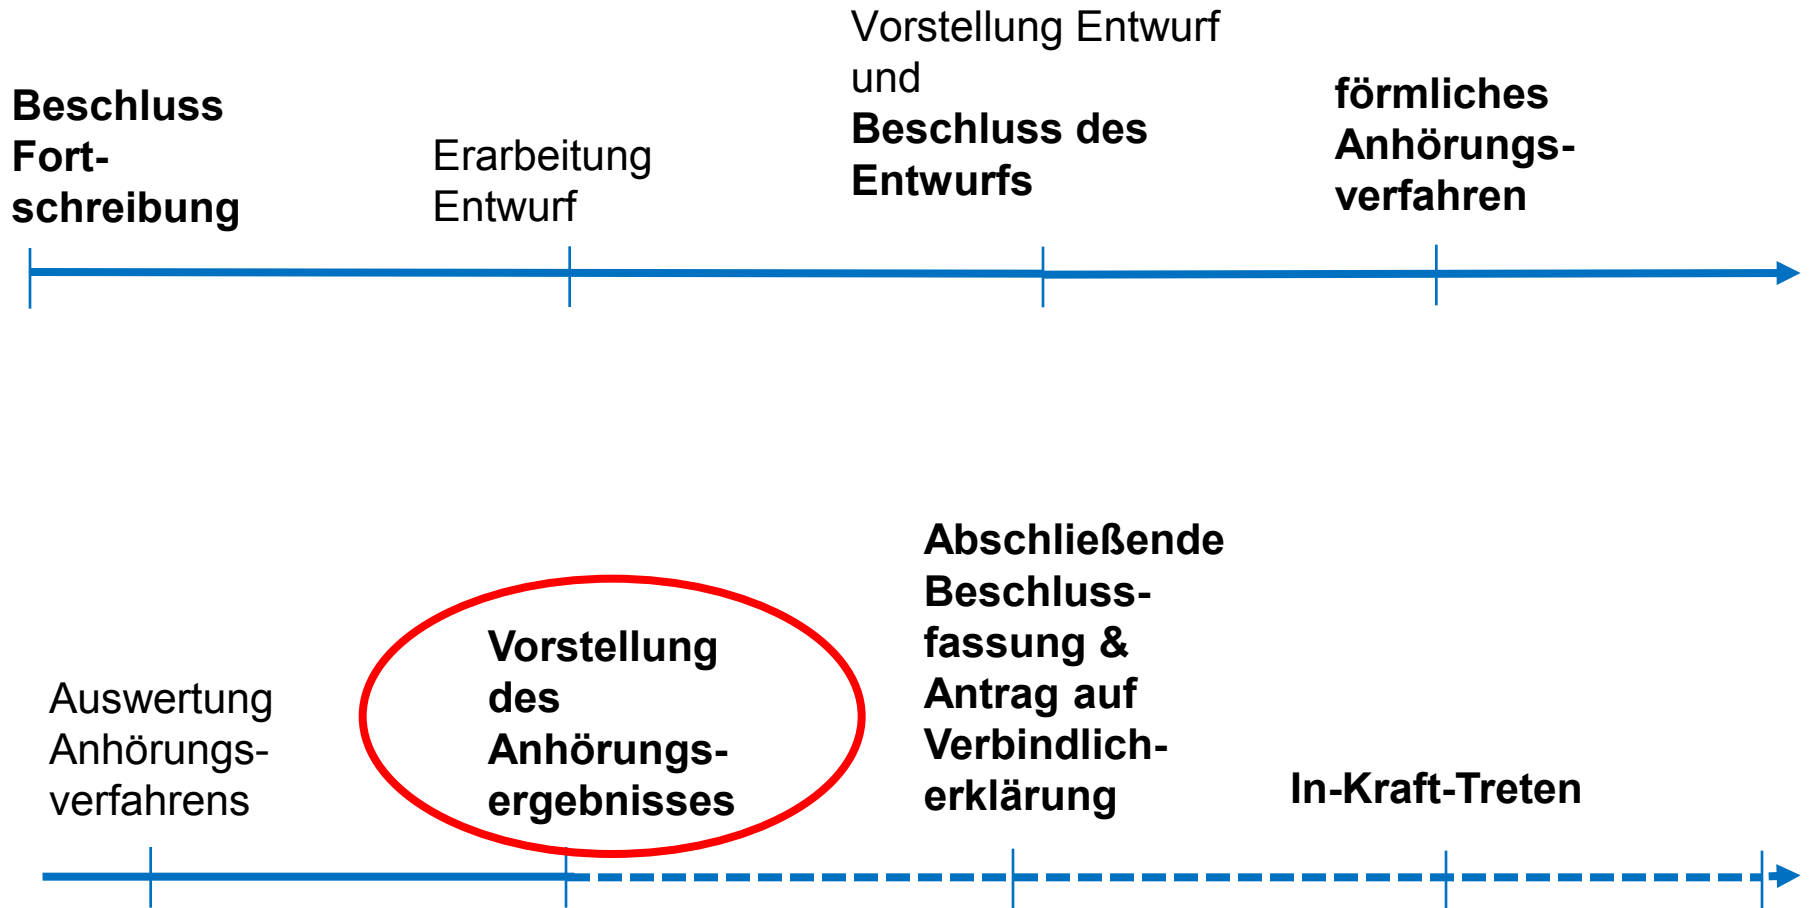 Beschluss
Fort-
schreibung
Erarbeitung
Entwurf
Vorstellung Entwurf
und
Beschluss des
Entwurfs
förmliches
Anhörungs-
verfahren
Auswertung
Anhörungs-
verfahrens
Vorstellung
des
Anhörungs-
ergebnisses
Abschließende
Beschluss-
fassung &
Antrag auf
Verbindlich-
erklärung
In-Kraft-Treten